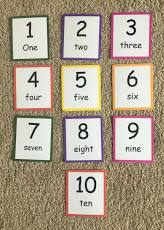 1
One
2
two
3
three
4
four
5
five
6
six
7
seven
8
eight
9
nine
10
ten